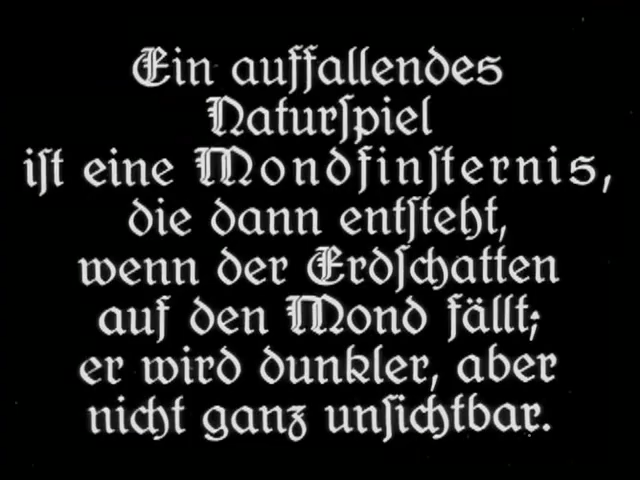 Ein auffallendes
Naturſpiel
iſt eine Mondfinſternis,
die dann entſteht,
wenn der Erdſchatten
auf den Mond fällt;
er wird dunkler, aber
nicht ganz unſichtbar.